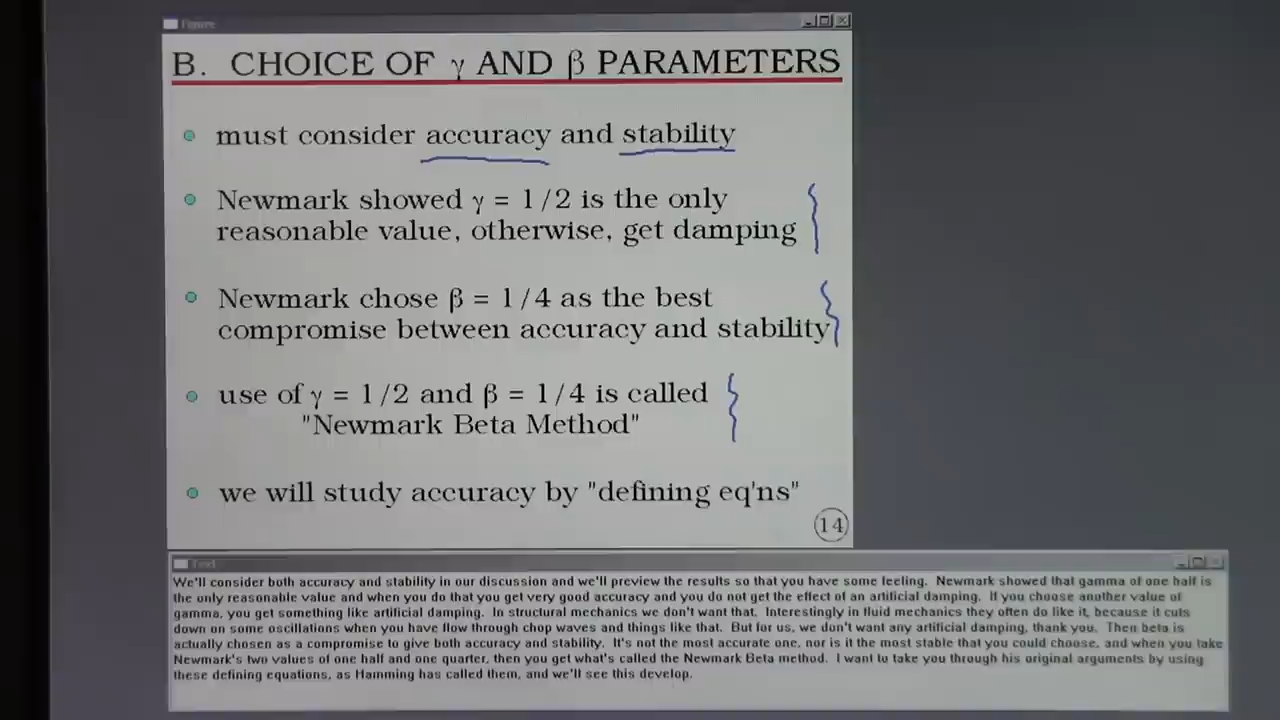 Figure
B. CHOICE OF γ AND β PARAMETERS
must consider accuracy and stability
Newmark showed γ = 1/2 is the only
reasonable value, otherwise, get damping
Newmark chose β = 1/4 as the best
compromise between accuracy and stability
use of γ = 1/2 and β = 1/4 is called
"Newmark Beta Method"
we will study accuracy by "defining eq'ns"
14
Text
We'll consider both accuracy and stability in our discussion and we'll preview the results so that you have some feeling. Newmark showed that gamma of one half is
the only reasonable value and when you do that you get very good accuracy and you do not get the effect of an artificial damping. If you choose another value of
gamma, you get something like artificial damping. In structural mechanics we don't want that. Interestingly in fluid mechanics they often do like it, because it cuts
down on some oscillations when you have flow through chop waves and things like that. But for us, we don't want any artificial damping, thank you. Then beta is
actually chosen as a compromise to give both accuracy and stability. It's not the most accurate one, nor is it the most stable that you could choose, and when you take
Newmark's two values of one half and one quarter, then you get what's called the Newmark Beta method. I want to take you through his original arguments by using
these defining equations, as Hamming has called them, and we'll see this develop.